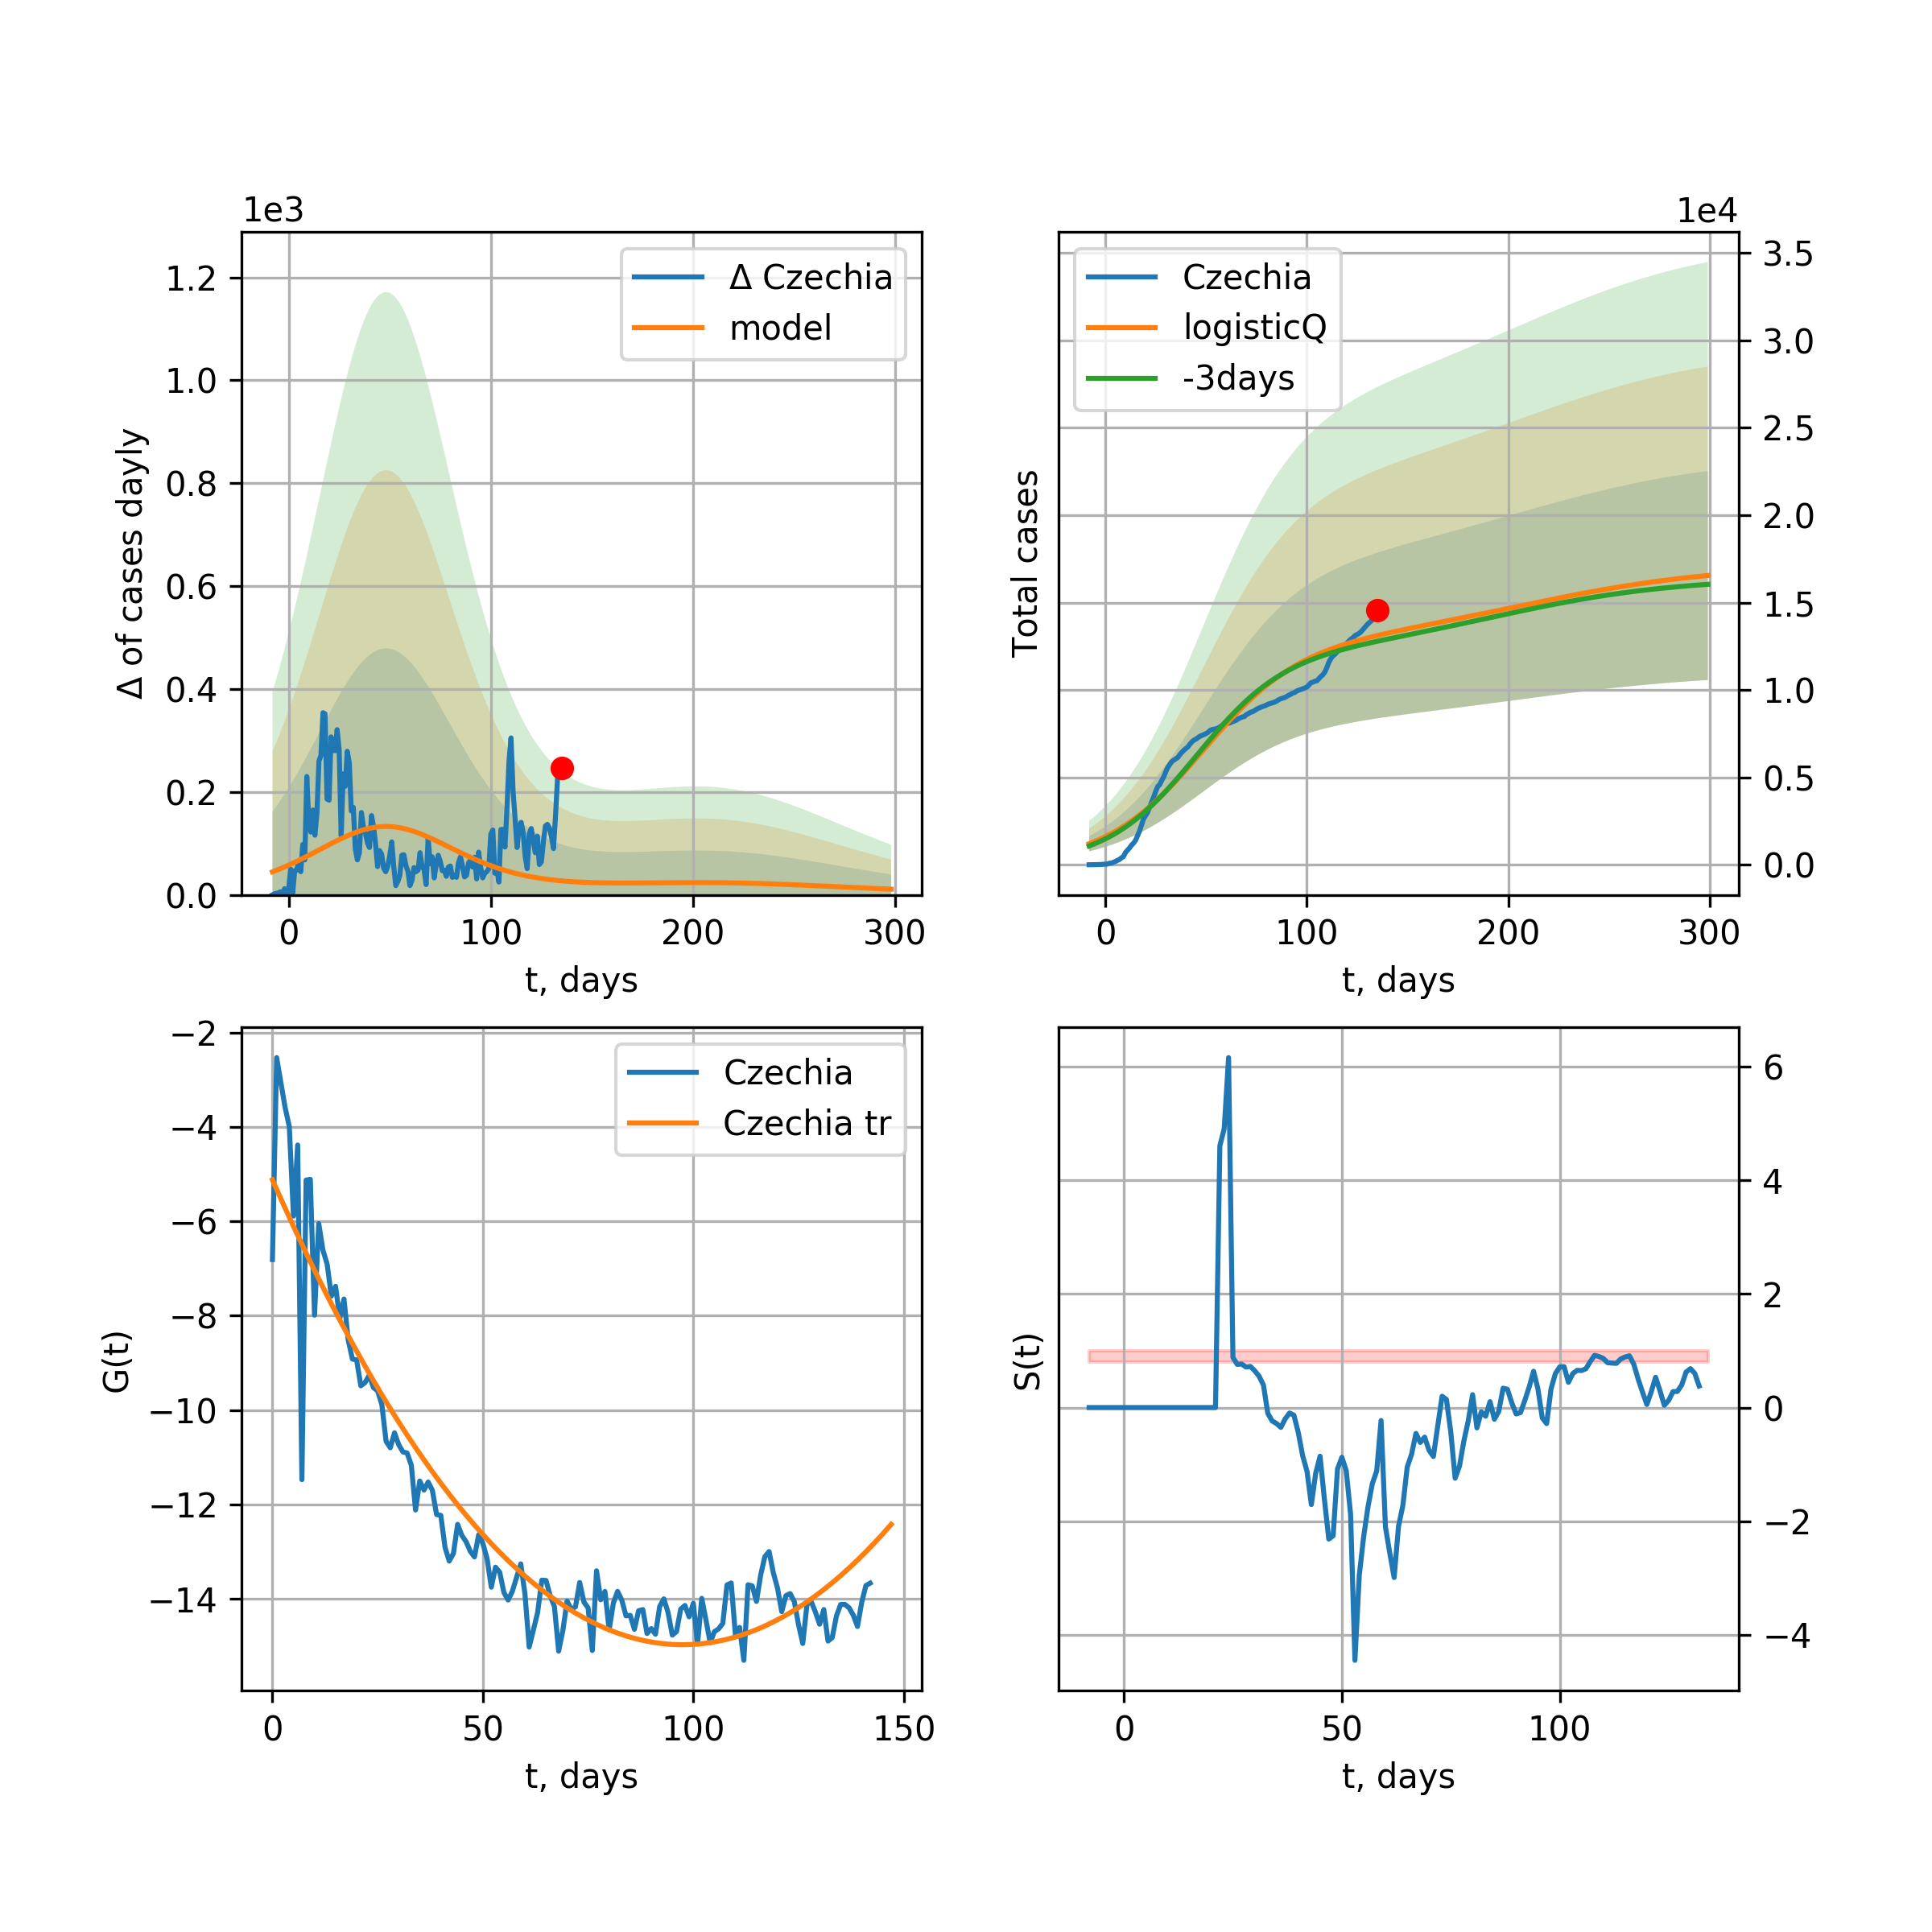 1e3
1.2
1.0
0.8
0.6
0.4
0.2
0.0
Δ of cases dayly
Δ Czechia
model
0 100 200 300
t, days
1e4
3.5
3.0
2.5
2.0
1.5
1.0
0.5
0.0
Total cases
Czechia
logisticQ
-3days
0 100 200 300
t, days
−2
−4
−6
−8
−10
−12
−14
G(t)
Czechia
Czechia tr
0 50 100 150
t, days
6
4
2
0
−2
−4
S(t)
0 50 100
t, days